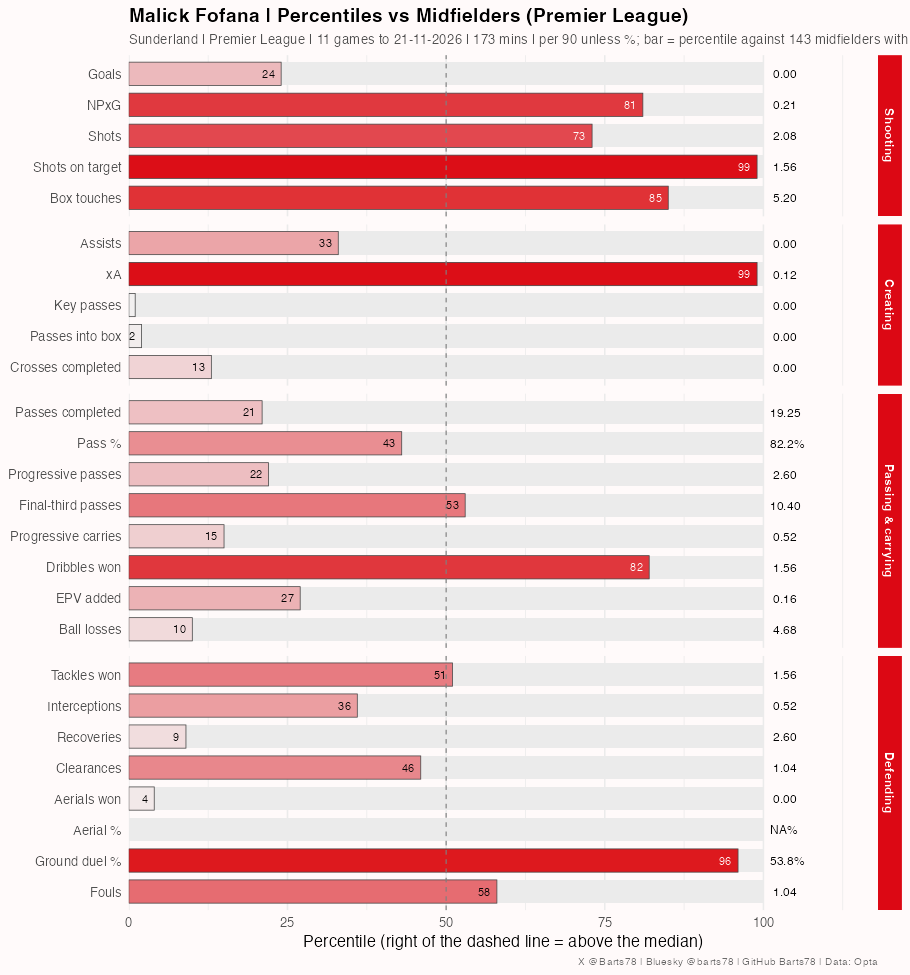 Malick Fofana | Percentiles vs Midfielders (Premier League)
Sunderland | Premier League | 11 games to 21-11-2026 | 173 mins | per 90 unless %; bar = percentile against 143 midfielders with
Shooting
Goals 24 0.00
NPxG 81 0.21
Shots 73 2.08
Shots on target 99 1.56
Box touches 85 5.20
Creating
Assists 33 0.00
xA 99 0.12
Key passes 0.00
Passes into box 2 0.00
Crosses completed 13 0.00
Passing & carrying
Passes completed 21 19.25
Pass % 43 82.2%
Progressive passes 22 2.60
Final-third passes 53 10.40
Progressive carries 15 0.52
Dribbles won 82 1.56
EPV added 27 0.16
Ball losses 10 4.68
Defending
Tackles won 51 1.56
Interceptions 36 0.52
Recoveries 9 2.60
Clearances 46 1.04
Aerials won 4 0.00
Aerial % NA%
Ground duel % 96 53.8%
Fouls 58 1.04
0 25 50 75 100
Percentile (right of the dashed line = above the median)
X @Barts78 | Bluesky @barts78 | GitHub Barts78 | Data: Opta